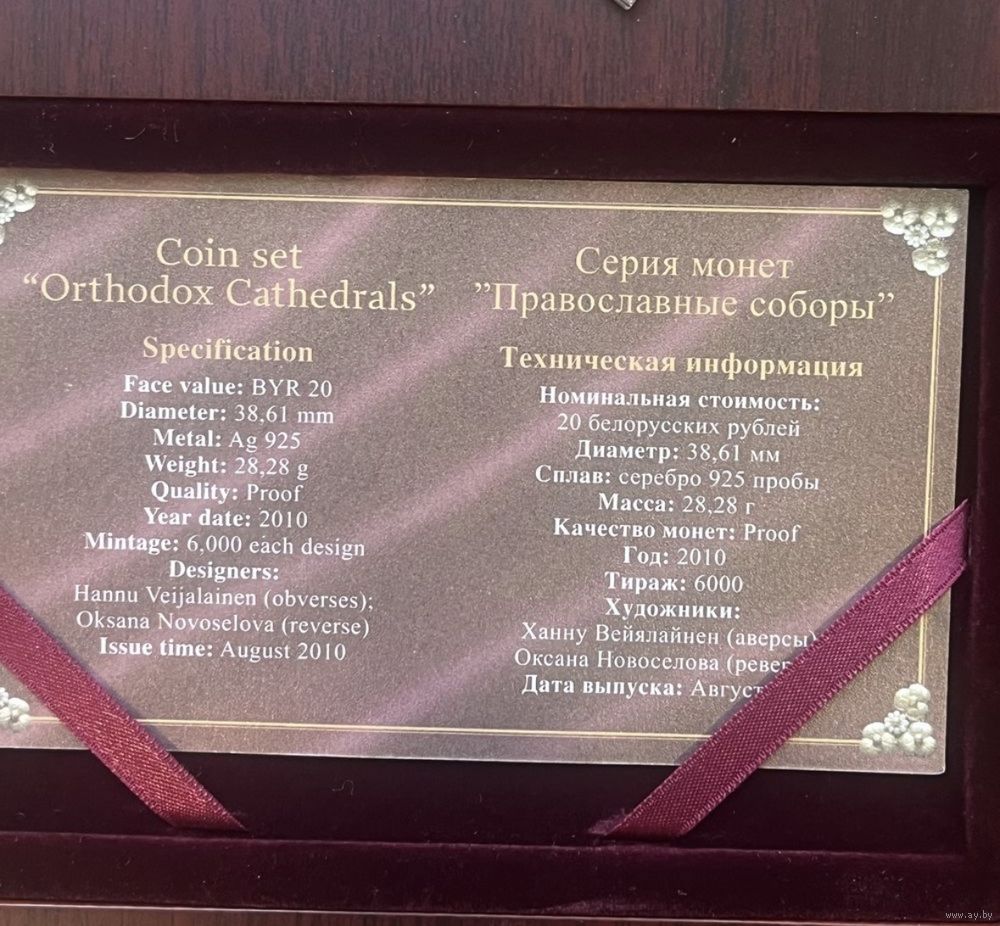 Coin set
“Orthodox Cathedrals”
Specification
Face value: BYR 20
Diameter: 38,61 mm
Metal: Ag 925
Weight: 28,28 g
Quality: Proof
Year date: 2010
Mintage: 6,000 each design
Designers:
Hannu Veijalainen (obverses);
Oksana Novoselova (reverse)
Issue time: August 2010
Серия монет
”Православные соборы”
Техническая информация
Номинальная стоимость:
20 белорусских рублей
Диаметр: 38,61 мм
Сплав: серебро 925 пробы
Масса: 28,28 г
Качество монет: Proof
Год: 2010
Тираж: 6000
Художники:
Ханну Вейялайнен (аверсы)
Оксана Новоселова
Дата выпуска: Август
www.ay.by